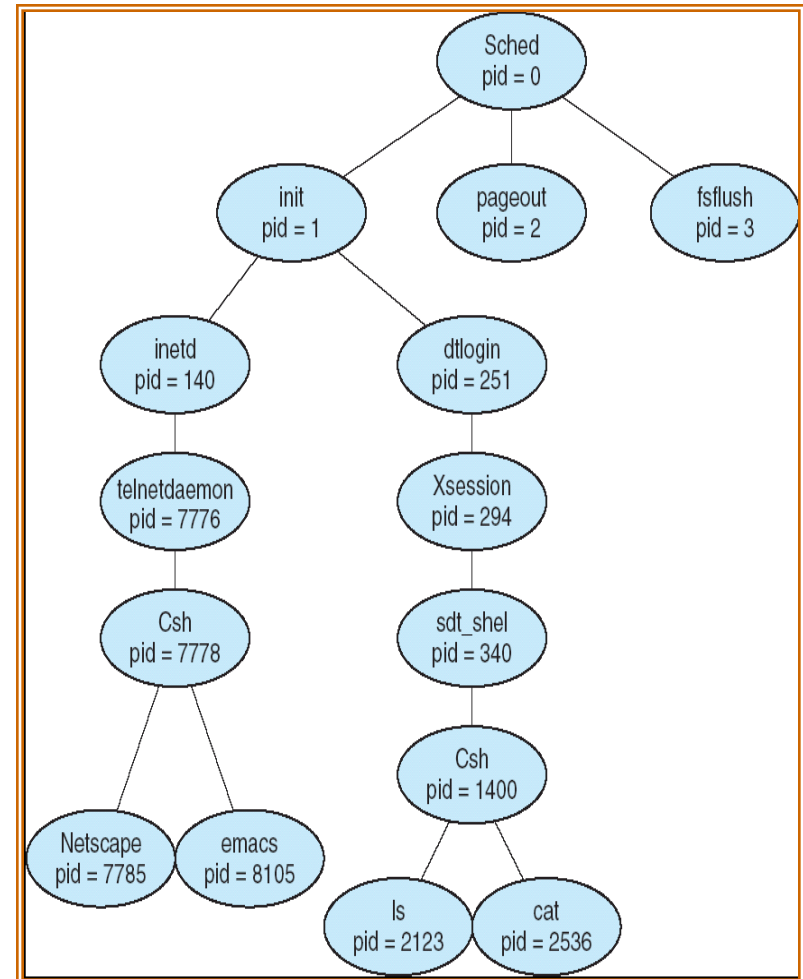 Sched
pid = 0
init
pid = 1
pageout
pid = 2
fsflush
pid = 3
inetd
pid = 140
dtlogin
pid = 251
telnetdaemon
pid = 7776
Xsession
pid = 294
Csh
pid = 7778
sdt_shel
pid = 340
Csh
pid = 1400
Netscape
pid = 7785
emacs
pid = 8105
ls
pid = 2123
cat
pid = 2536